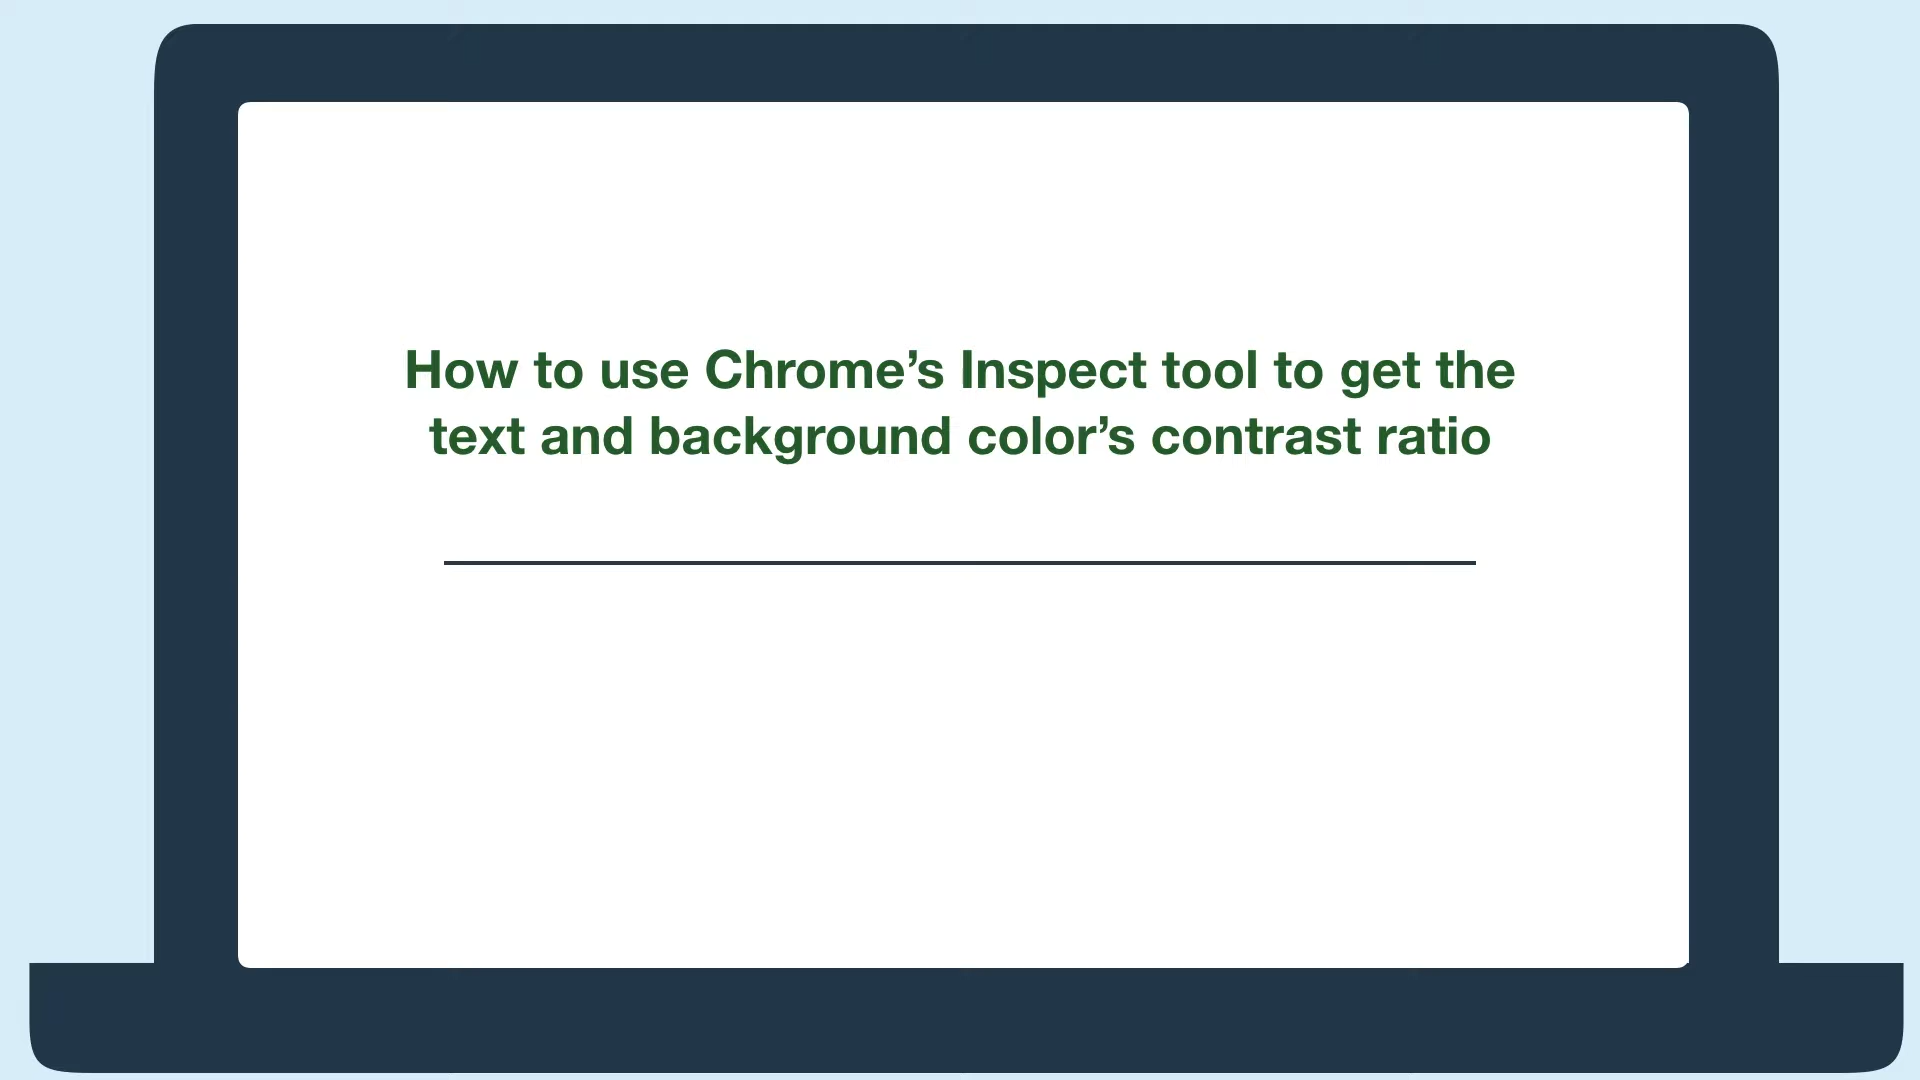 How to use Chrome’s Inspect tool to get the
text and background color’s contrast ratio